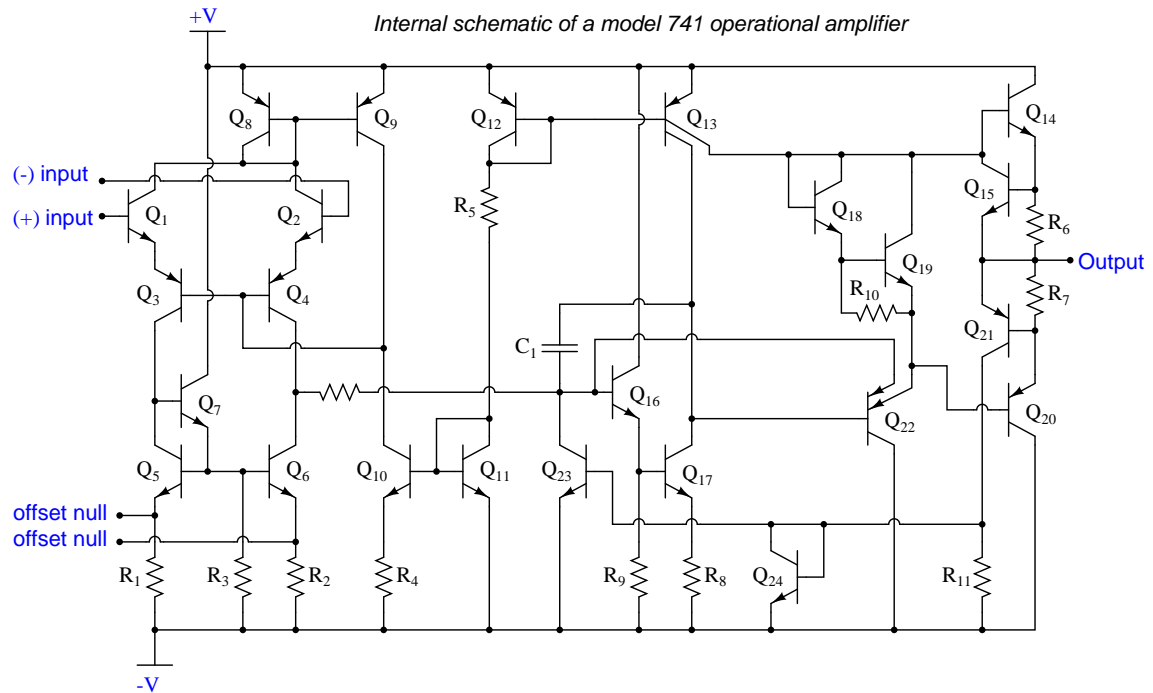 +V
Internal schematic of a model 741 operational amplifier
Q8
Q9
Q12
Q13
Q14
(-) input
(+) input
Q1
Q2
R5
Q15
Q18
R6
Output
Q3
Q4
Q19
R10
R7
C1
Q21
Q7
Q16
Q22
Q20
Q5
Q6
Q10
Q11
Q23
Q17
offset null
offset null
R1
R3
R2
R4
R9
R8
Q24
R11
-V